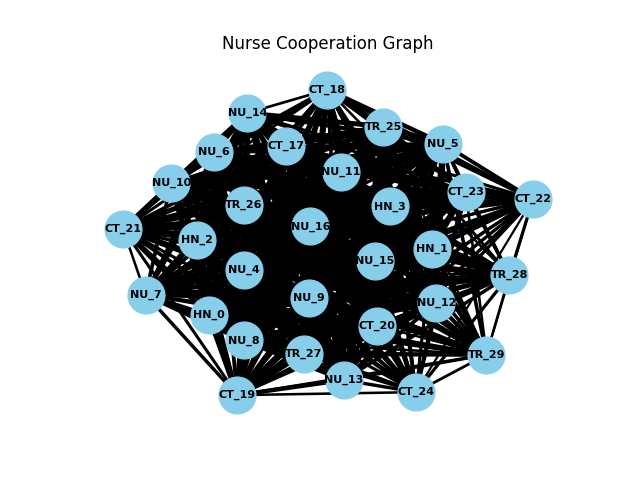 Nurse Cooperation Graph
CT_18
NU_14
TR_25
NU_5
CT_17
NU_6
NU_11
NU_10
CT_23
CT_22
TR_26
HN_3
NU_16
CT_21
HN_2
HN_1
NU_15
NU_4
TR_28
NU_7
NU_9
NU_12
HN_0
CT_20
NU_8
TR_27
TR_29
NU_13
CT_24
CT_19